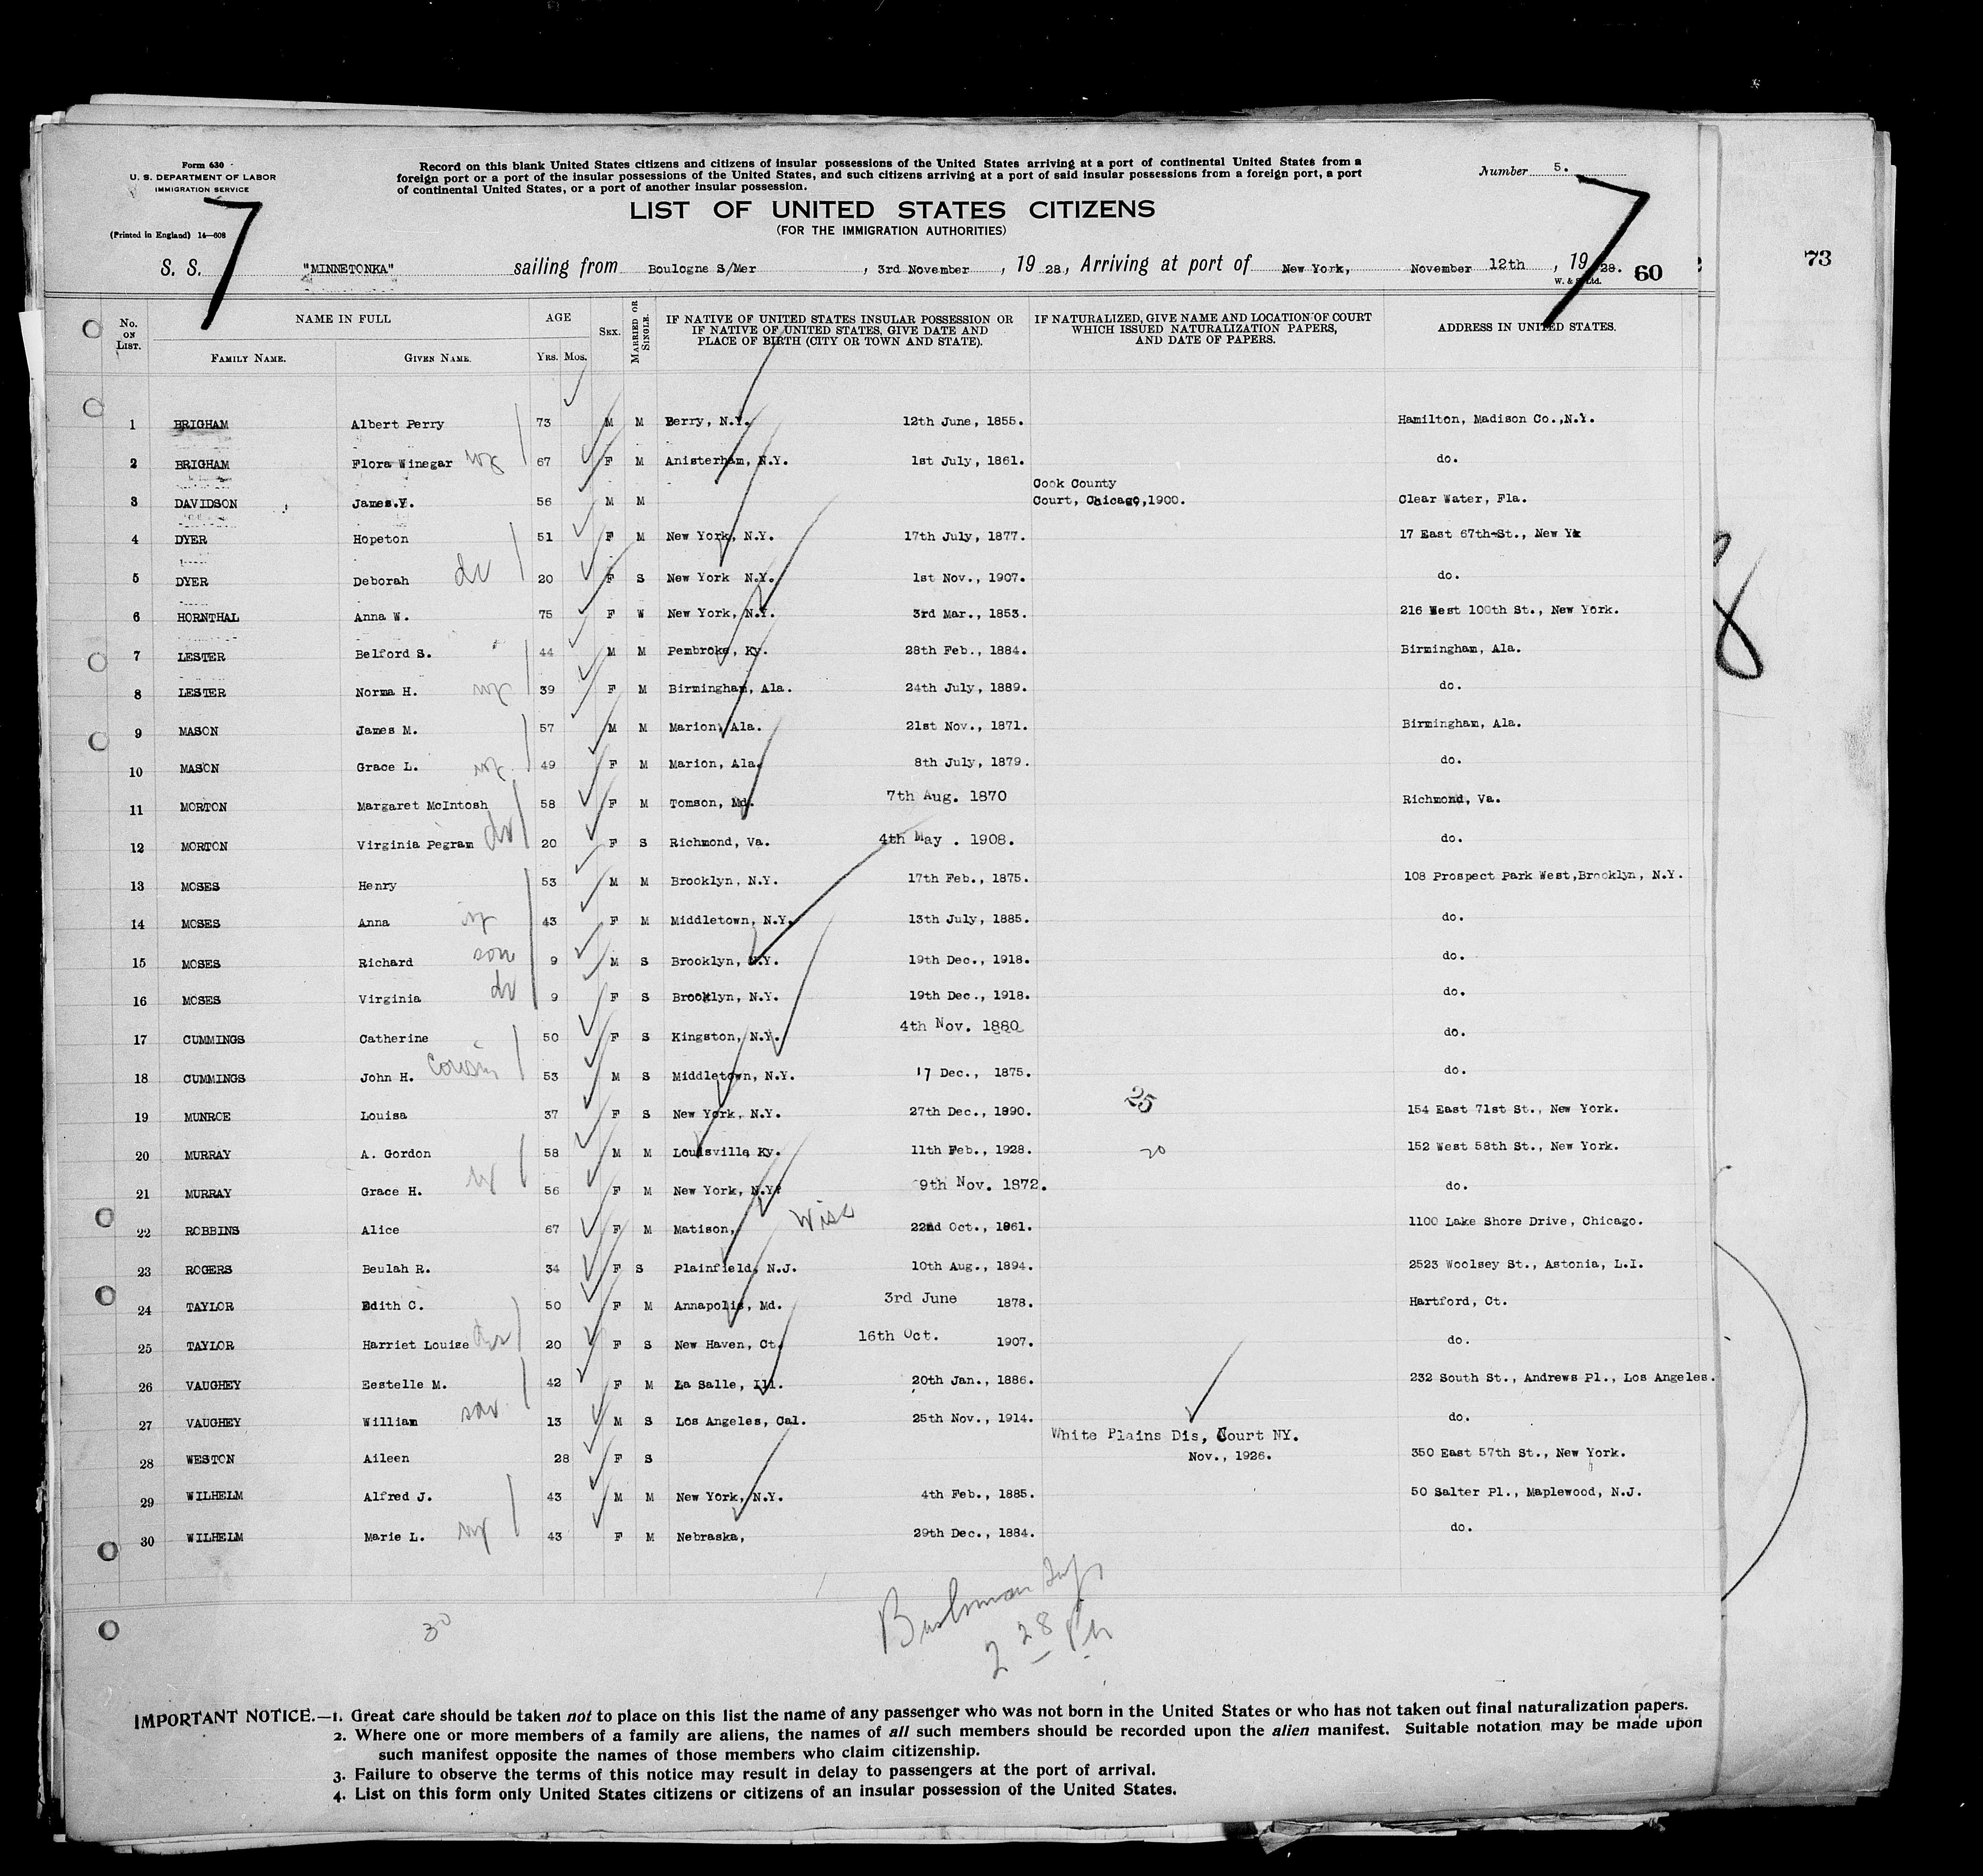 Form 630
U. S. DEPARTMENT OF LABOR
IMMIGRATION SERVICE
(Printed in England) 14—608
Record on this blank United States citizens and citizens of insular possessions of the United States arriving at a port of continental United States from a
foreign port or a port of the insular possessions of the United States, and such citizens arriving at a port of said insular possessions from a foreign port, a port
of continental United States, or a port of another insular possession.
Number 5.
7 7
LIST OF UNITED STATES CITIZENS
(FOR THE IMMIGRATION AUTHORITIES)
S. S. "MINNETONKA" sailing from Boulogne S/Mer, 3rd November, 1928, Arriving at port of New York, November 12th, 1928. 60
W. & S. Ltd.
73
No. ON LIST. NAME IN FULL AGE SEX. MARRIED OR SINGLE. IF NATIVE OF UNITED STATES INSULAR POSSESSION OR IF NATIVE OF UNITED STATES, GIVE DATE AND PLACE OF BIRTH (CITY OR TOWN AND STATE). IF NATURALIZED, GIVE NAME AND LOCATION OF COURT WHICH ISSUED NATURALIZATION PAPERS, AND DATE OF PAPERS. ADDRESS IN UNITED STATES.
FAMILY NAME. GIVEN NAME. YRS. MOS.
1 BRIGHAM Albert Perry 73 M M Perry, N.Y. 12th June, 1855. Hamilton, Madison Co.,N.Y.
2 BRIGHAM Flora Winegar wf 67 F M Anisterham, N.Y. 1st July, 1861. do.
3 DAVIDSON James.Y. 56 M M Cook County Court, Chicago,1900. Clear Water, Fla.
4 DYER Hopeton 51 F M New York, N.Y. 17th July, 1877. 17 East 67th-St., New Yk
5 DYER Deborah dr 20 F S New York N.Y. 1st Nov., 1907. do.
6 HORNTHAL Anna W. 75 F W New York, N.Y. 3rd Mar., 1853. 216 West 100th St., New York.
7 LESTER Belford S. 44 M M Pembroke, Ky. 28th Feb., 1884. Birmingham, Ala.
8 LESTER Norma H. wf 39 F M Birmingham, Ala. 24th July, 1889. do.
9 MASON James M. 57 M M Marion, Ala. 21st Nov., 1871. Birmingham, Ala.
10 MASON Grace L. wf 49 F M Marion, Ala. 8th July, 1879. do.
11 MORTON Margaret McIntosh 58 F M Tomson, Md. 7th Aug. 1870 Richmond, Va.
12 MORTON Virginia Pegram dr 20 F S Richmond, Va. 4th May . 1908. do.
13 MOSES Henry 53 M M Brooklyn, N.Y. 17th Feb., 1875. 108 Prospect Park West,Brooklyn, N.Y.
14 MOSES Anna wf 43 F M Middletown, N.Y. 13th July, 1885. do.
15 MOSES Richard son 9 M S Brooklyn, N.Y. 19th Dec., 1918. do.
16 MOSES Virginia dr 9 F S Brooklyn, N.Y. 19th Dec., 1918. do.
17 CUMMINGS Catherine 50 F S Kingston, N.Y. 4th Nov. 1880 do.
18 CUMMINGS John H. Cousin 53 M S Middletown, N.Y. 17 Dec., 1875. do.
19 MUNROE Louisa 37 F S New York, N.Y. 27th Dec., 1890. 25 154 East 71st St., New York.
20 MURRAY A. Gordon 58 M M Louisville Ky. 11th Feb., 1928. 20 152 West 58th St., New York.
21 MURRAY Grace H. wf 56 F M New York, N.Y. 9th Nov. 1872. do.
22 ROBBINS Alice 67 F M Matison, Wisc 22nd Oct., 1861. 1100 Lake Shore Drive, Chicago.
23 ROGERS Beulah R. 34 F S Plainfield, N.J. 10th Aug., 1894. 2523 Woolsey St., Astonia, L.I.
24 TAYLOR Edith C. 50 F M Annapolis, Md. 3rd June 1878. Hartford, Ct.
25 TAYLOR Harriet Louise dr 20 F S New Haven, Ct. 16th Oct. 1907. do.
26 VAUGHEY Eestelle M. 42 F M La Salle, Ill. 20th Jan., 1886. 232 South St., Andrews Pl., Los Angeles.
27 VAUGHEY William son 13 M S Los Angeles, Cal. 25th Nov., 1914. do.
28 WESTON Aileen 28 F S White Plains Dis, Court NY. Nov., 1926. 350 East 57th St., New York.
29 WILHELM Alfred J. 43 M M New York, N.Y. 4th Feb., 1885. 50 Salter Pl., Maplewood, N.J.
30 WILHELM Marie L. wf 43 F M Nebraska, 29th Dec., 1884. do.
30
2 28
IMPORTANT NOTICE.—1. Great care should be taken not to place on this list the name of any passenger who was not born in the United States or who has not taken out final naturalization papers.
2. Where one or more members of a family are aliens, the names of all such members should be recorded upon the alien manifest. Suitable notation may be made upon
such manifest opposite the names of those members who claim citizenship.
3. Failure to observe the terms of this notice may result in delay to passengers at the port of arrival.
4. List on this form only United States citizens or citizens of an insular possession of the United States.